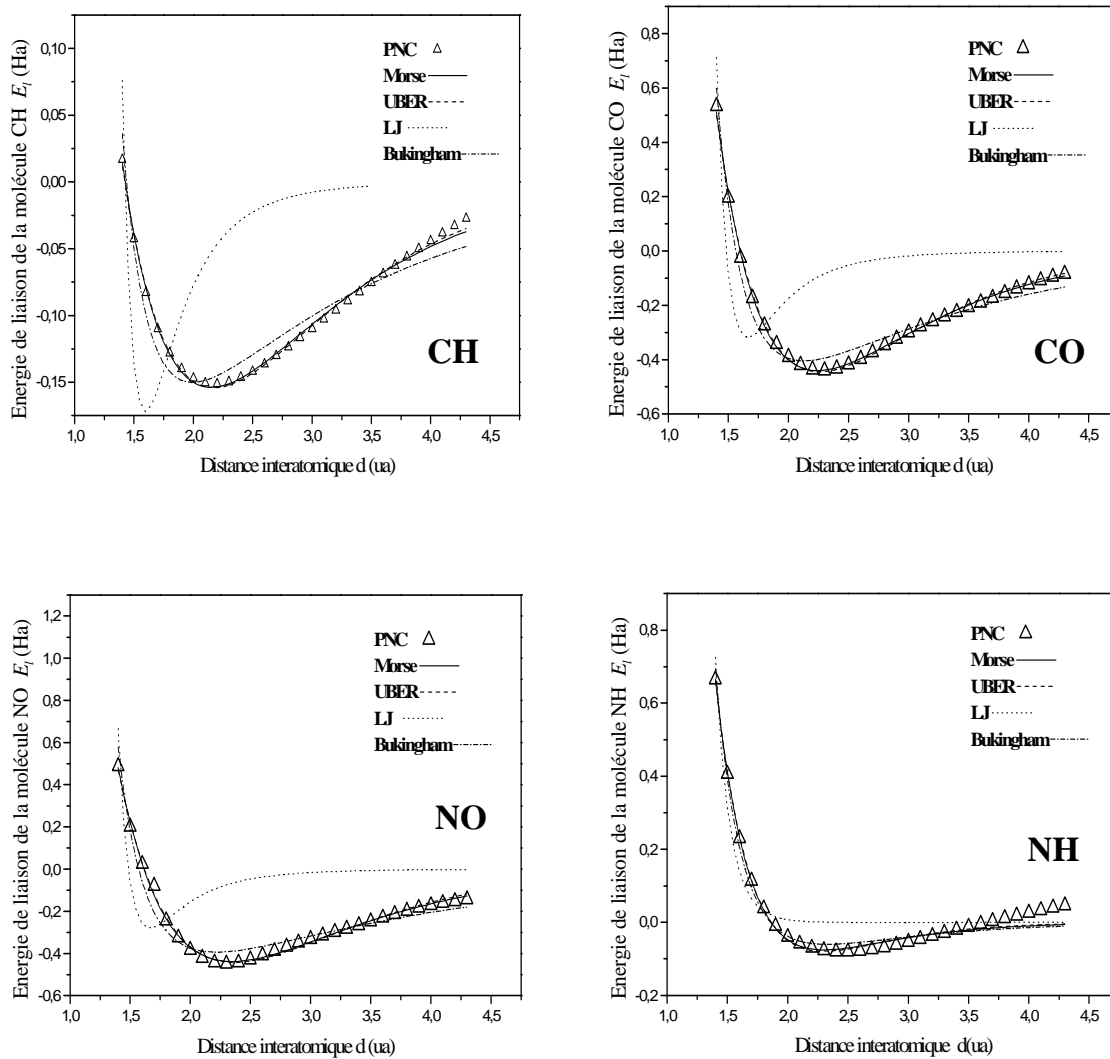 Energie de liaison de la molécule CH E_l (Ha)
0,10
0,05
0,00
-0,05
-0,10
-0,15
PNC
Morse
UBER
LJ
Bukingham
CH
1,0 1,5 2,0 2,5 3,0 3,5 4,0 4,5
Distance interatomique d (ua)
Energie de liaison de la molécule CO E_l (Ha)
0,8
0,6
0,4
0,2
0,0
-0,2
-0,4
-0,6
PNC
Morse
UBER
LJ
Bukingham
CO
1,0 1,5 2,0 2,5 3,0 3,5 4,0 4,5
Distance interatomique d (ua)
Energie de liaison de la molécule NO E_l (Ha)
1,2
1,0
0,8
0,6
0,4
0,2
0,0
-0,2
-0,4
-0,6
PNC
Morse
UBER
LJ
Bukingham
NO
1,0 1,5 2,0 2,5 3,0 3,5 4,0 4,5
Distance interatomique d (ua)
Energie de liaison de la molécule NH E_l (Ha)
0,8
0,6
0,4
0,2
0,0
-0,2
PNC
Morse
UBER
LJ
Bukingham
NH
1,0 1,5 2,0 2,5 3,0 3,5 4,0 4,5
Distance interatomique d(ua)